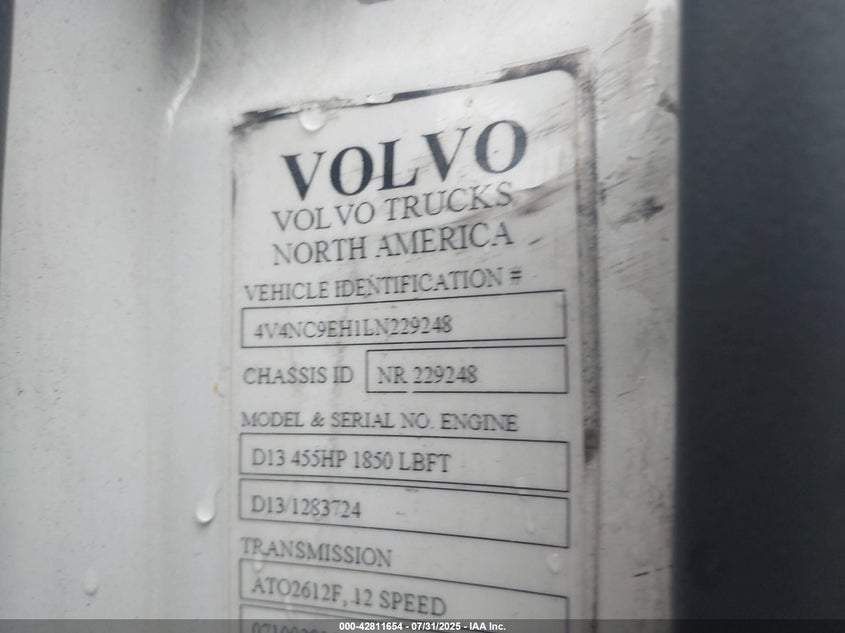 VOLVO
VOLVO TRUCKS
NORTH AMERICA
VEHICLE IDENTIFICATION #
4V4NC9EH1LN229248
CHASSIS ID NR 229248
MODEL & SERIAL NO. ENGINE
D13 455HP 1850 LBFT
D13/1283724
TRANSMISSION
ATO2612F, 12 SPEED
000-42811654 - 07/31/2025 - IAA Inc.